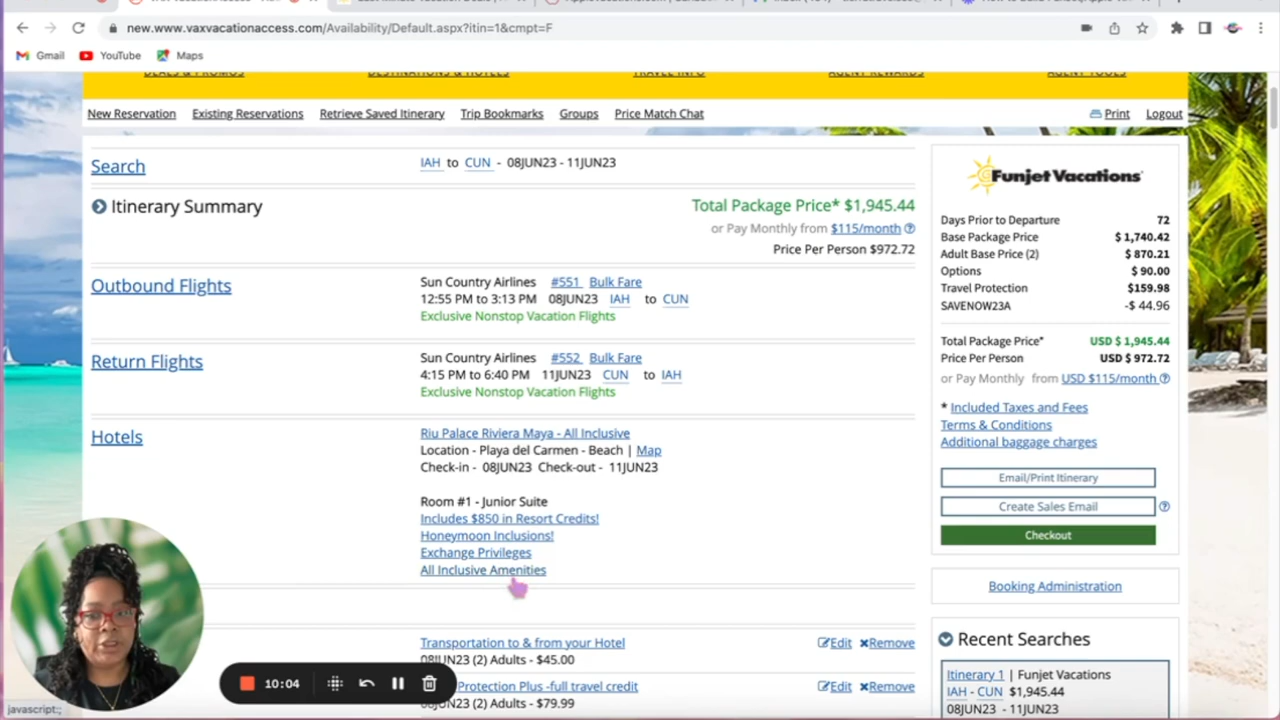 new.www.vaxvacationaccess.com/Availability/Default.aspx?itin=1&cmpt=F
Gmail YouTube Maps
DEALS & PROMOS DESTINATIONS & HOTELS TRAVEL INFO AGENT REWARDS AGENT TOOLS
New Reservation Existing Reservations Retrieve Saved Itinerary Trip Bookmarks Groups Price Match Chat Print Logout
Search
IAH to CUN - 08JUN23 - 11JUN23
Itinerary Summary
Total Package Price* $1,945.44
or Pay Monthly from $115/month
Price Per Person $972.72
Outbound Flights
Sun Country Airlines #551 Bulk Fare
12:55 PM to 3:13 PM 08JUN23 IAH to CUN
Exclusive Nonstop Vacation Flights
Return Flights
Sun Country Airlines #552 Bulk Fare
4:15 PM to 6:40 PM 11JUN23 CUN to IAH
Exclusive Nonstop Vacation Flights
Hotels
Riu Palace Riviera Maya - All Inclusive
Location - Playa del Carmen - Beach | Map
Check-in - 08JUN23 Check-out - 11JUN23
Room #1 - Junior Suite
Includes $850 in Resort Credits!
Honeymoon Inclusions!
Exchange Privileges
All Inclusive Amenities
Transportation to & from your Hotel Edit Remove
08JUN23 (2) Adults - $45.00
Protection Plus -full travel credit Edit Remove
08JUN23 (2) Adults - $79.99
10:04
javascript:;
Funjet Vacations
Days Prior to Departure 72
Base Package Price $ 1,740.42
Adult Base Price (2) $ 870.21
Options $ 90.00
Travel Protection $159.98
SAVENOW23A -$ 44.96
Total Package Price* USD $ 1,945.44
Price Per Person USD $ 972.72
or Pay Monthly from USD $115/month
* Included Taxes and Fees
Terms & Conditions
Additional baggage charges
Email/Print Itinerary
Create Sales Email
Checkout
Booking Administration
Recent Searches
Itinerary 1 | Funjet Vacations
IAH - CUN $1,945.44
08JUN23 - 11JUN23